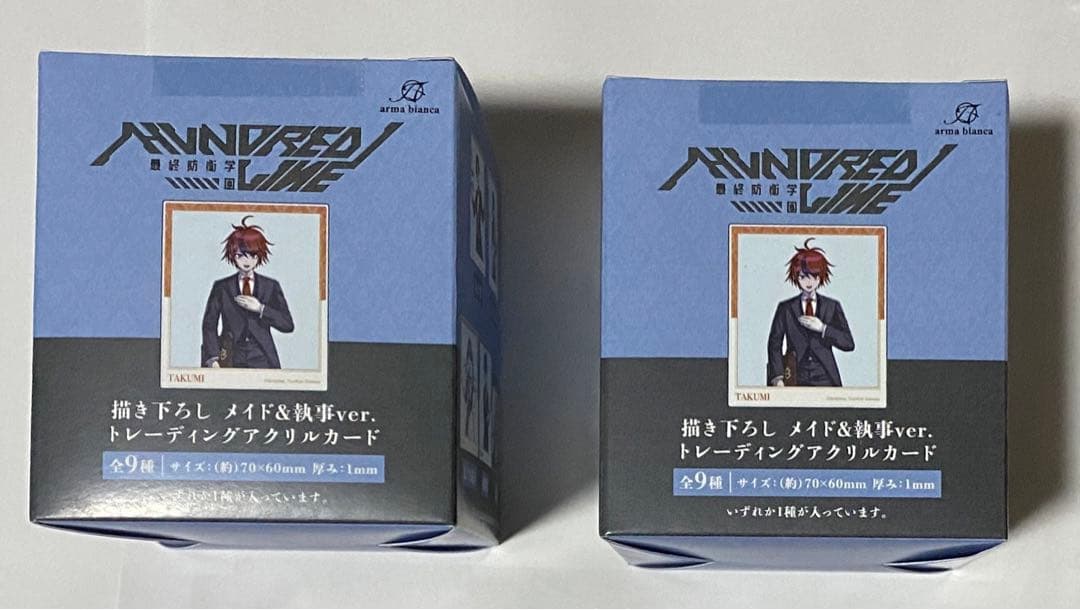 arma bianca
HUNDRED LINE
最終防衛学園
TAKUMI
描き下ろし メイド&執事ver.
トレーディングアクリルカード
全9種 サイズ:(約)70×60mm 厚み:1mm
いずれか1種が入っています。
arma bianca
HUNDRED LINE
最終防衛学園
TAKUMI
描き下ろし メイド&執事ver.
トレーディングアクリルカード
全9種 サイズ:(約)70×60mm 厚み:1mm
いずれか1種が入っています。